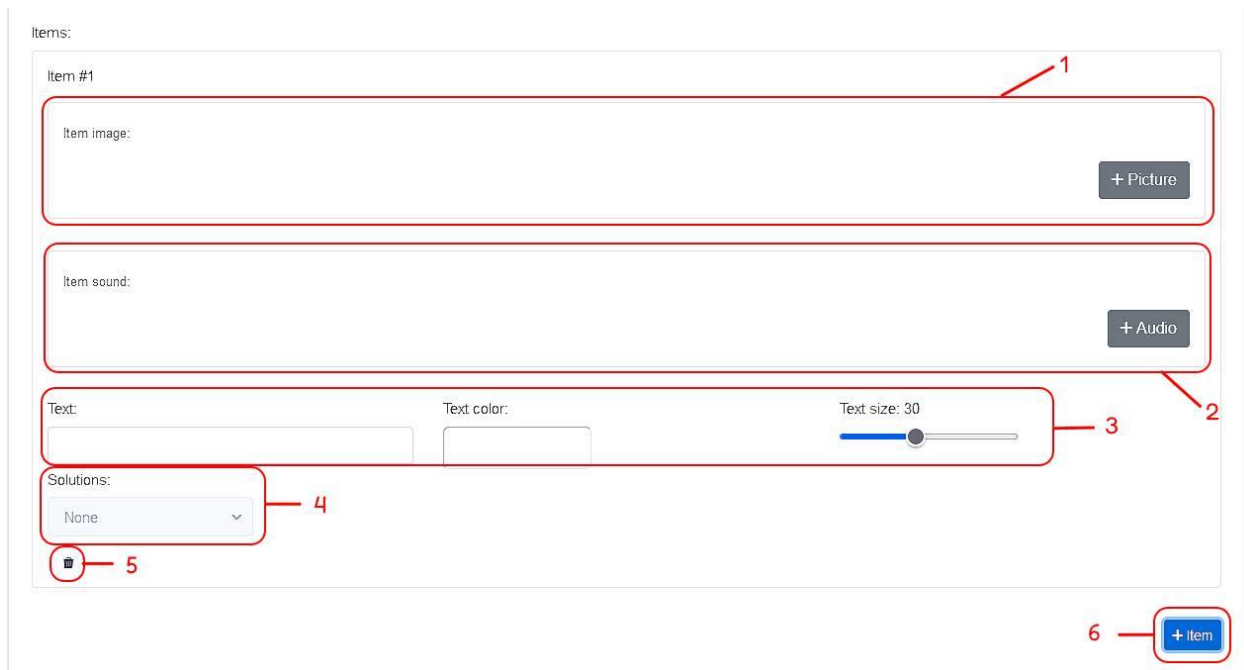 Items:
Item #1
1
Item image:
+ Picture
Item sound:
+ Audio
2
Text:
Text color:
Text size: 30
3
Solutions:
None
4
5
6
+ Item